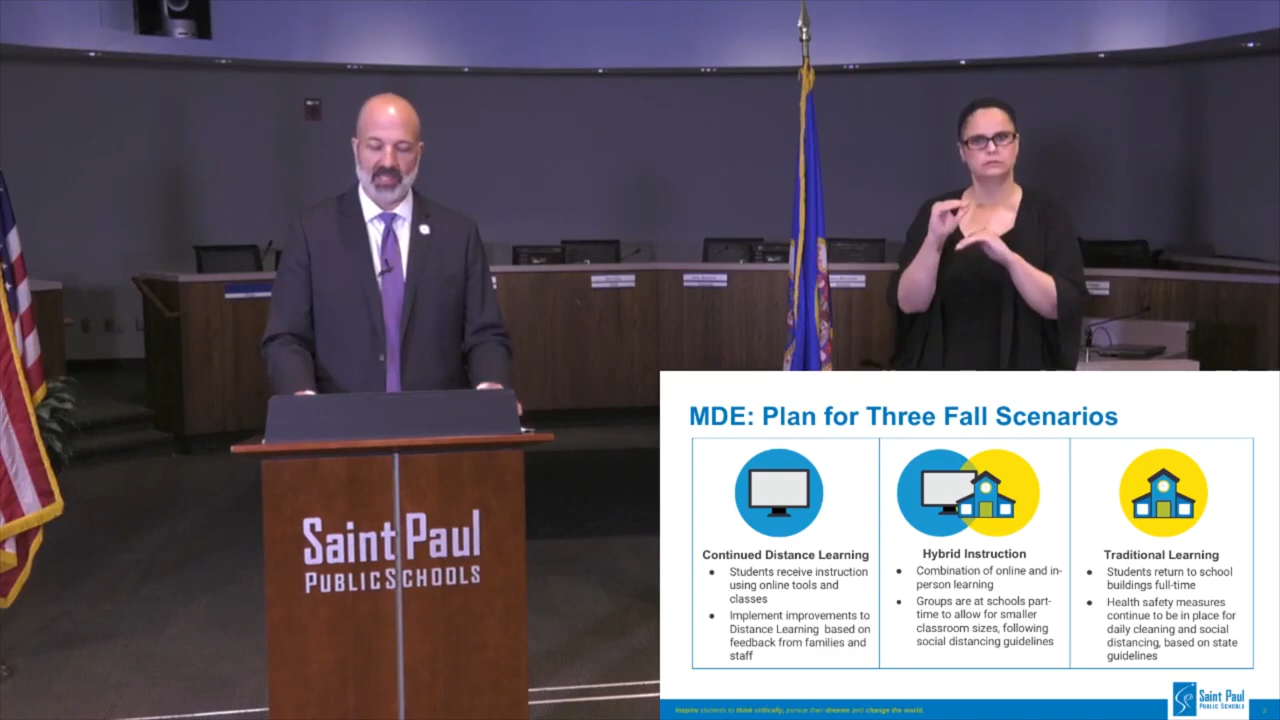 Saint Paul
PUBLIC SCHOOLS
MDE: Plan for Three Fall Scenarios
Continued Distance Learning
● Students receive instruction
using online tools and
classes
● Implement improvements to
Distance Learning based on
feedback from families and
staff
Hybrid Instruction
● Combination of online and in-
person learning
● Groups are at schools part-
time to allow for smaller
classroom sizes, following
social distancing guidelines
Traditional Learning
● Students return to school
buildings full-time
● Health safety measures
continue to be in place for
daily cleaning and social
distancing, based on state
guidelines
Inspire students to think critically, pursue their dreams and change the world.
Saint Paul
PUBLIC SCHOOLS
2